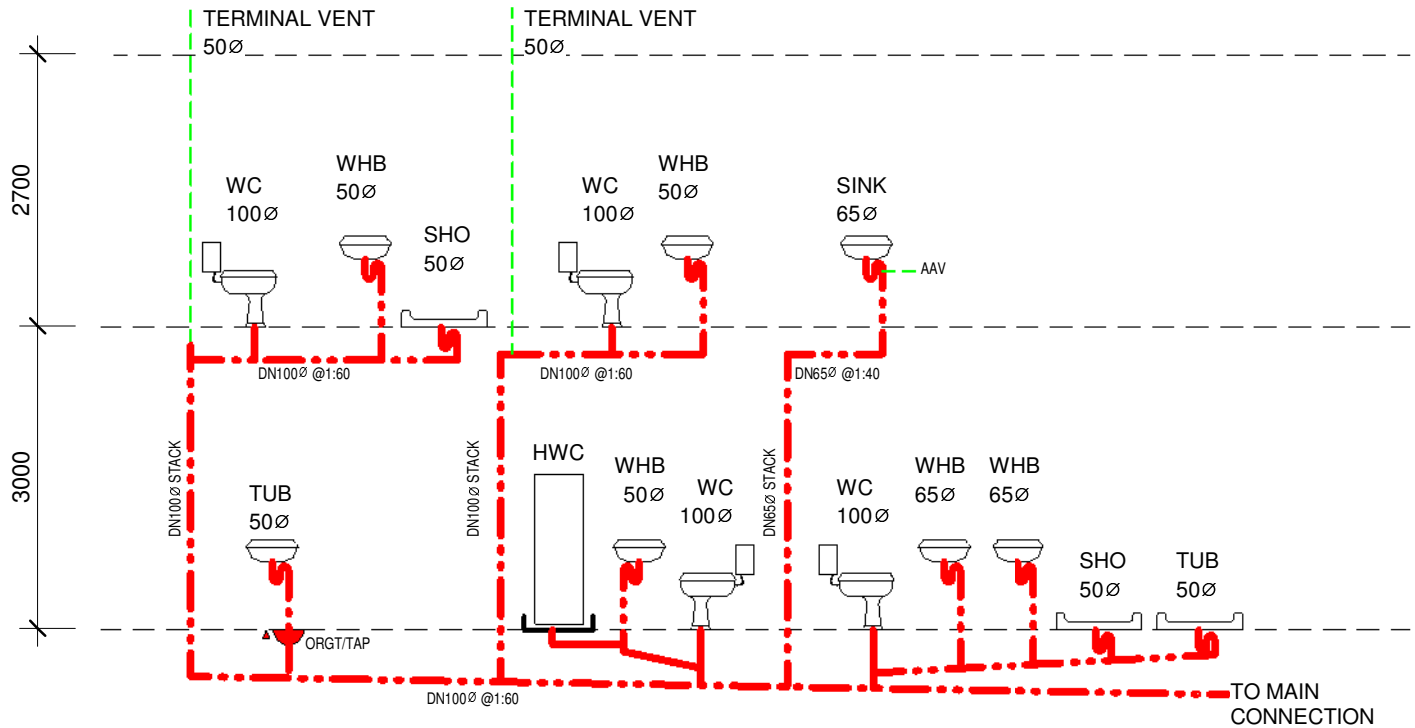 TERMINAL VENT
50Ø
TERMINAL VENT
50Ø
2700
WC
100Ø
WHB
50Ø
SHO
50Ø
WC
100Ø
WHB
50Ø
SINK
65Ø
AAV
DN100Ø @1:60
DN100Ø @1:60
DN65Ø @1:40
3000
DN100Ø STACK
DN100Ø STACK
DN65Ø STACK
TUB
50Ø
HWC
WHB
50Ø
WC
100Ø
WC
100Ø
WHB
65Ø
WHB
65Ø
SHO
50Ø
TUB
50Ø
ORGT/TAP
DN100Ø @1:60
TO MAIN
CONNECTION